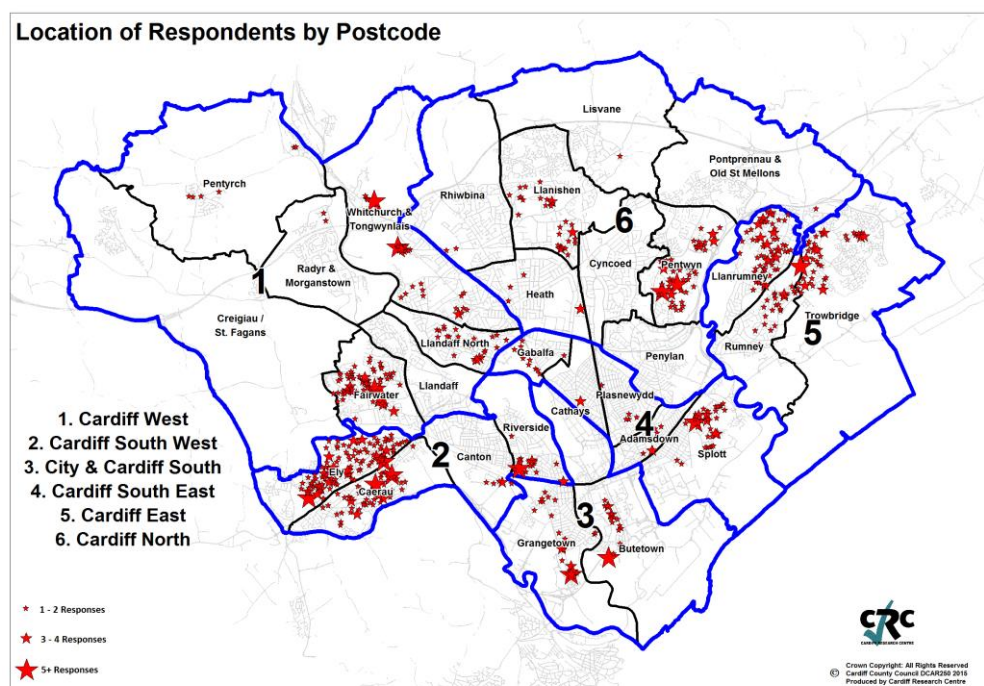 Location of Respondents by Postcode
Lisvane
Pontprennau &
Old St Mellons
Pentyrch
Rhiwbina
Llanishen
Whitchurch &
Tongwynlais
6
Cyncoed
Pentwyn
Llanrumney
1
Radyr &
Morganstown
Heath
Creigiau /
St. Fagans
Trowbridge
5
Rumney
Llandaff North
Gabalfa
Penylan
Fairwater
Llandaff
Plasnewydd
Cathays
4
Adamsdown
Riverside
Splott
2
Canton
Ely
Caerau
3
Grangetown
Butetown
1. Cardiff West
2. Cardiff South West
3. City & Cardiff South
4. Cardiff South East
5. Cardiff East
6. Cardiff North
1 - 2 Responses
3 - 4 Responses
5+ Responses
CRC
CARDIFF RESEARCH CENTRE
Crown Copyright: All Rights Reserved
© Cardiff County Council DCAR250 2015
Produced by Cardiff Research Centre